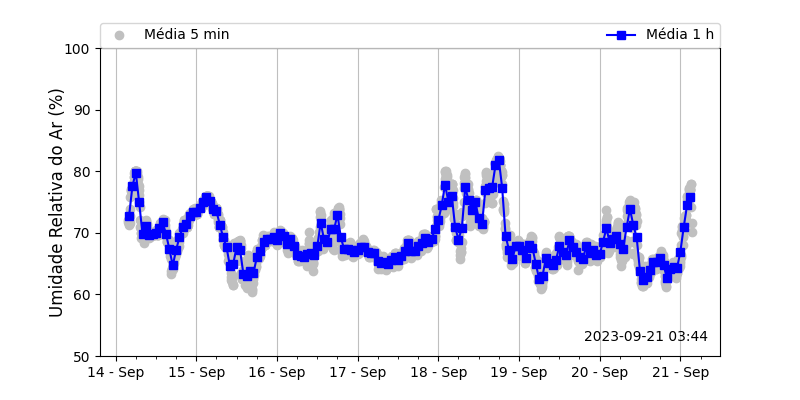 Média 5 min
Média 1 h
Umidade Relativa do Ar (%)
100
90
80
70
60
50
2023-09-21 03:44
14 - Sep
15 - Sep
16 - Sep
17 - Sep
18 - Sep
19 - Sep
20 - Sep
21 - Sep